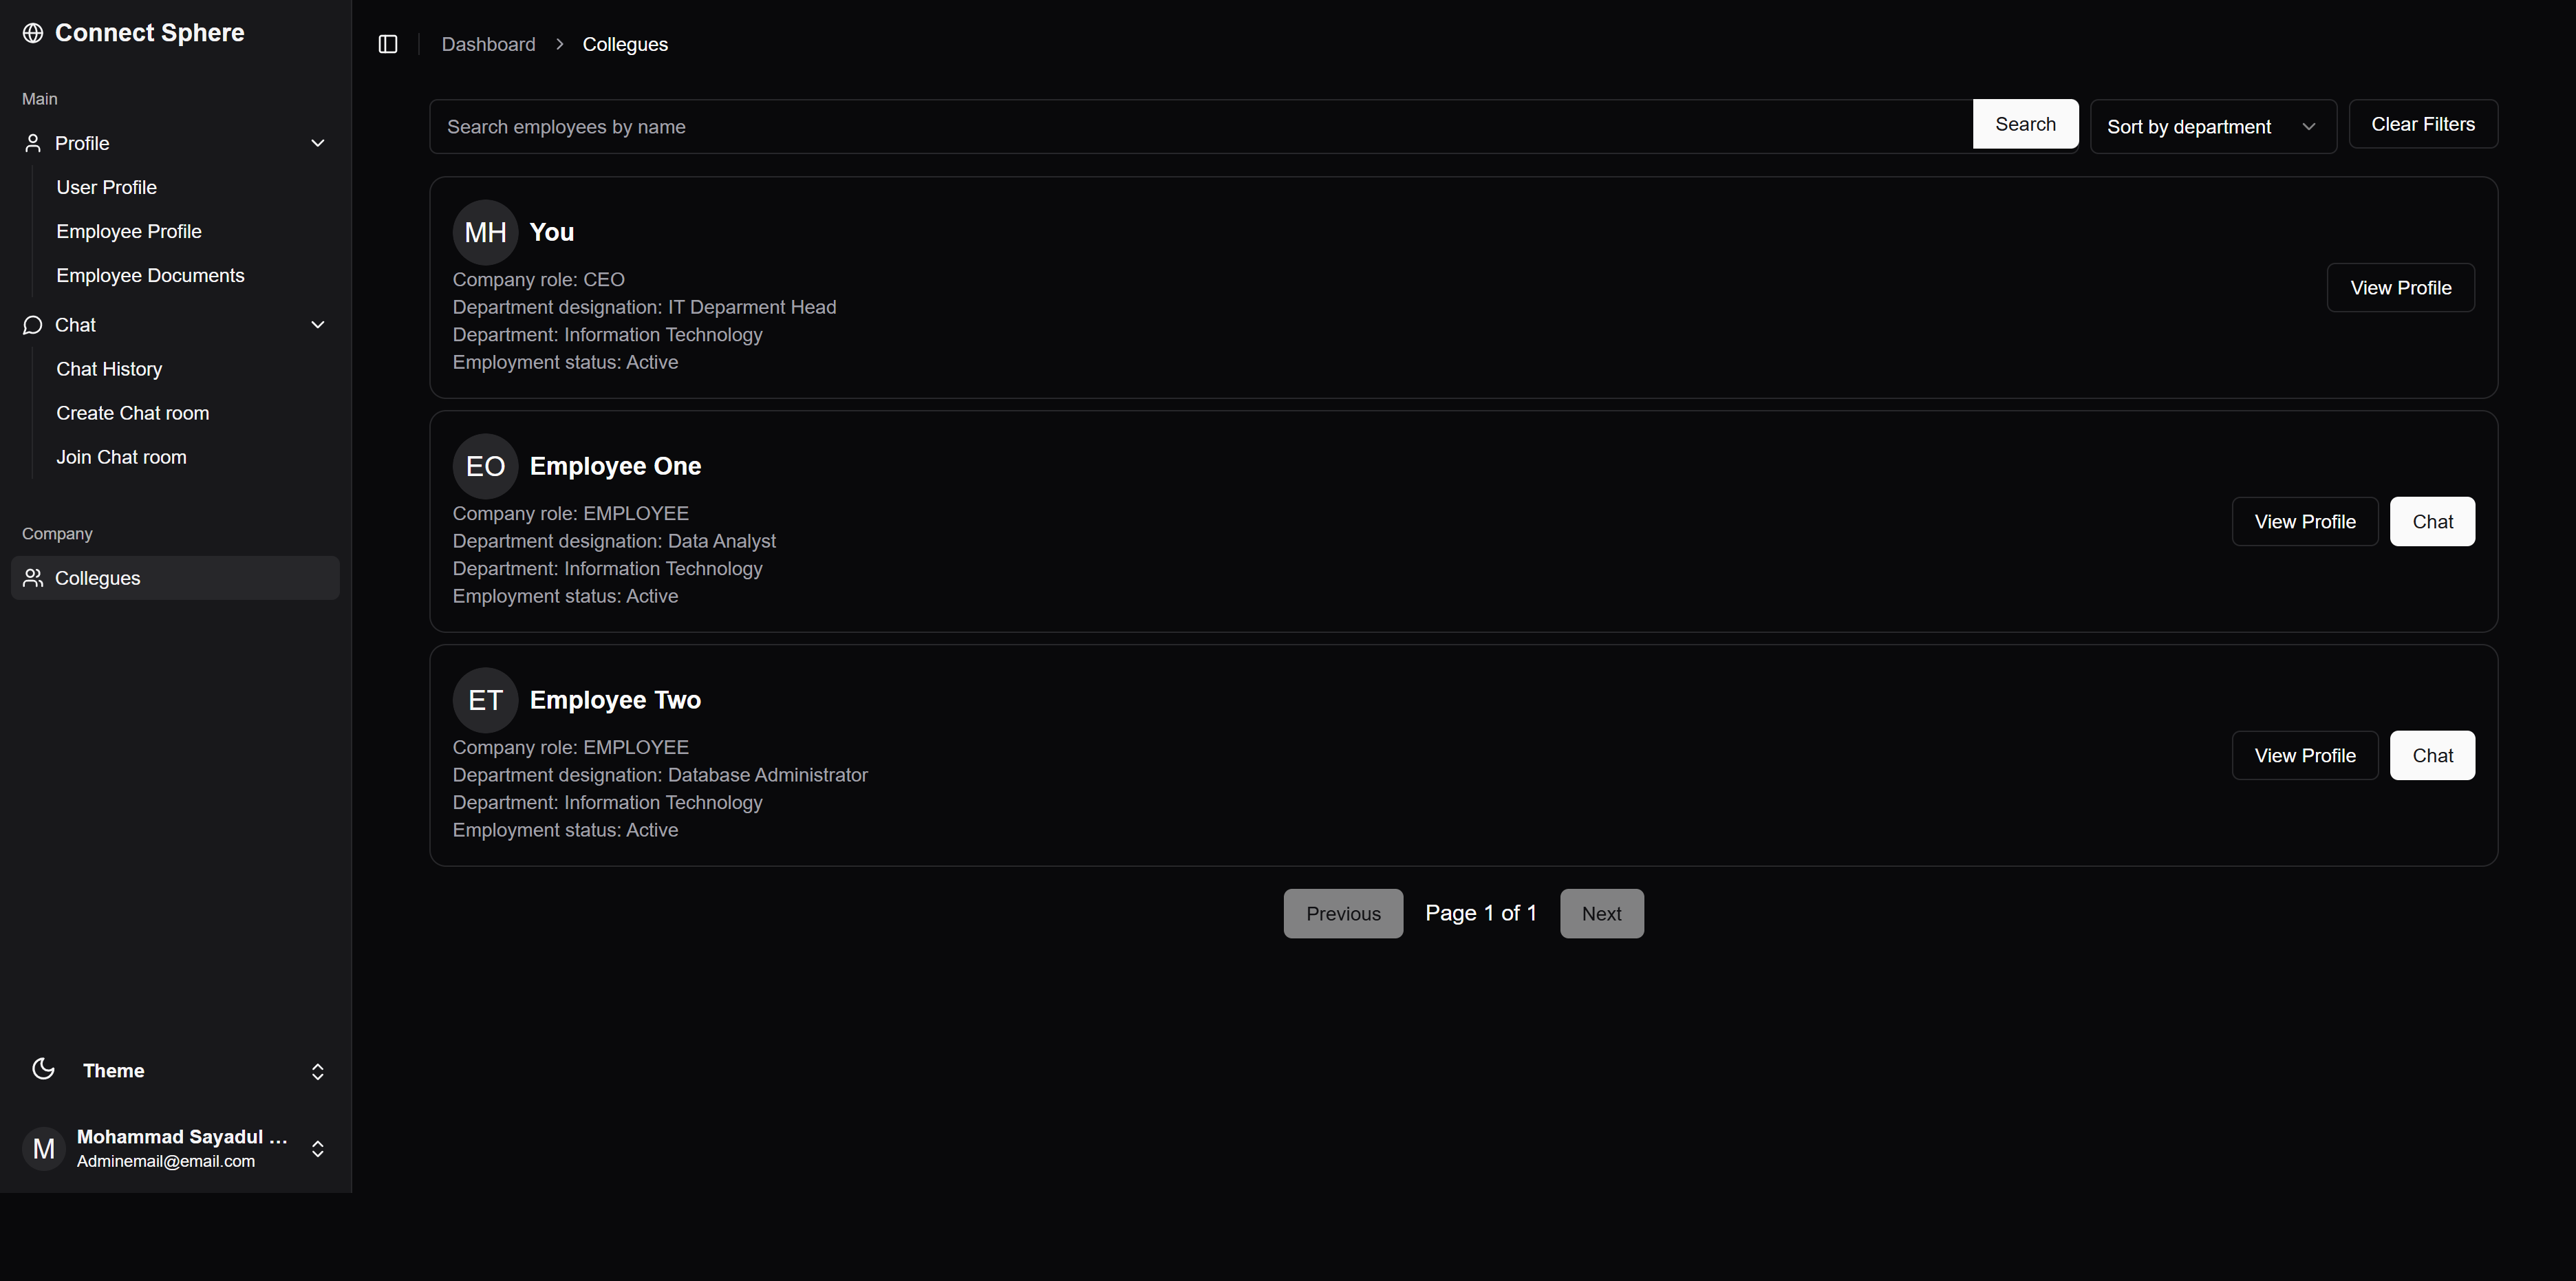 Connect Sphere
Main
Profile
User Profile
Employee Profile
Employee Documents
Chat
Chat History
Create Chat room
Join Chat room
Company
Collegues
Theme
M
Mohammad Sayadul ...
Adminemail@email.com
Dashboard > Collegues
Search employees by name
Search
Sort by department
Clear Filters
MH You
Company role: CEO
Department designation: IT Deparment Head
Department: Information Technology
Employment status: Active
View Profile
EO Employee One
Company role: EMPLOYEE
Department designation: Data Analyst
Department: Information Technology
Employment status: Active
View Profile
Chat
ET Employee Two
Company role: EMPLOYEE
Department designation: Database Administrator
Department: Information Technology
Employment status: Active
View Profile
Chat
Previous
Page 1 of 1
Next